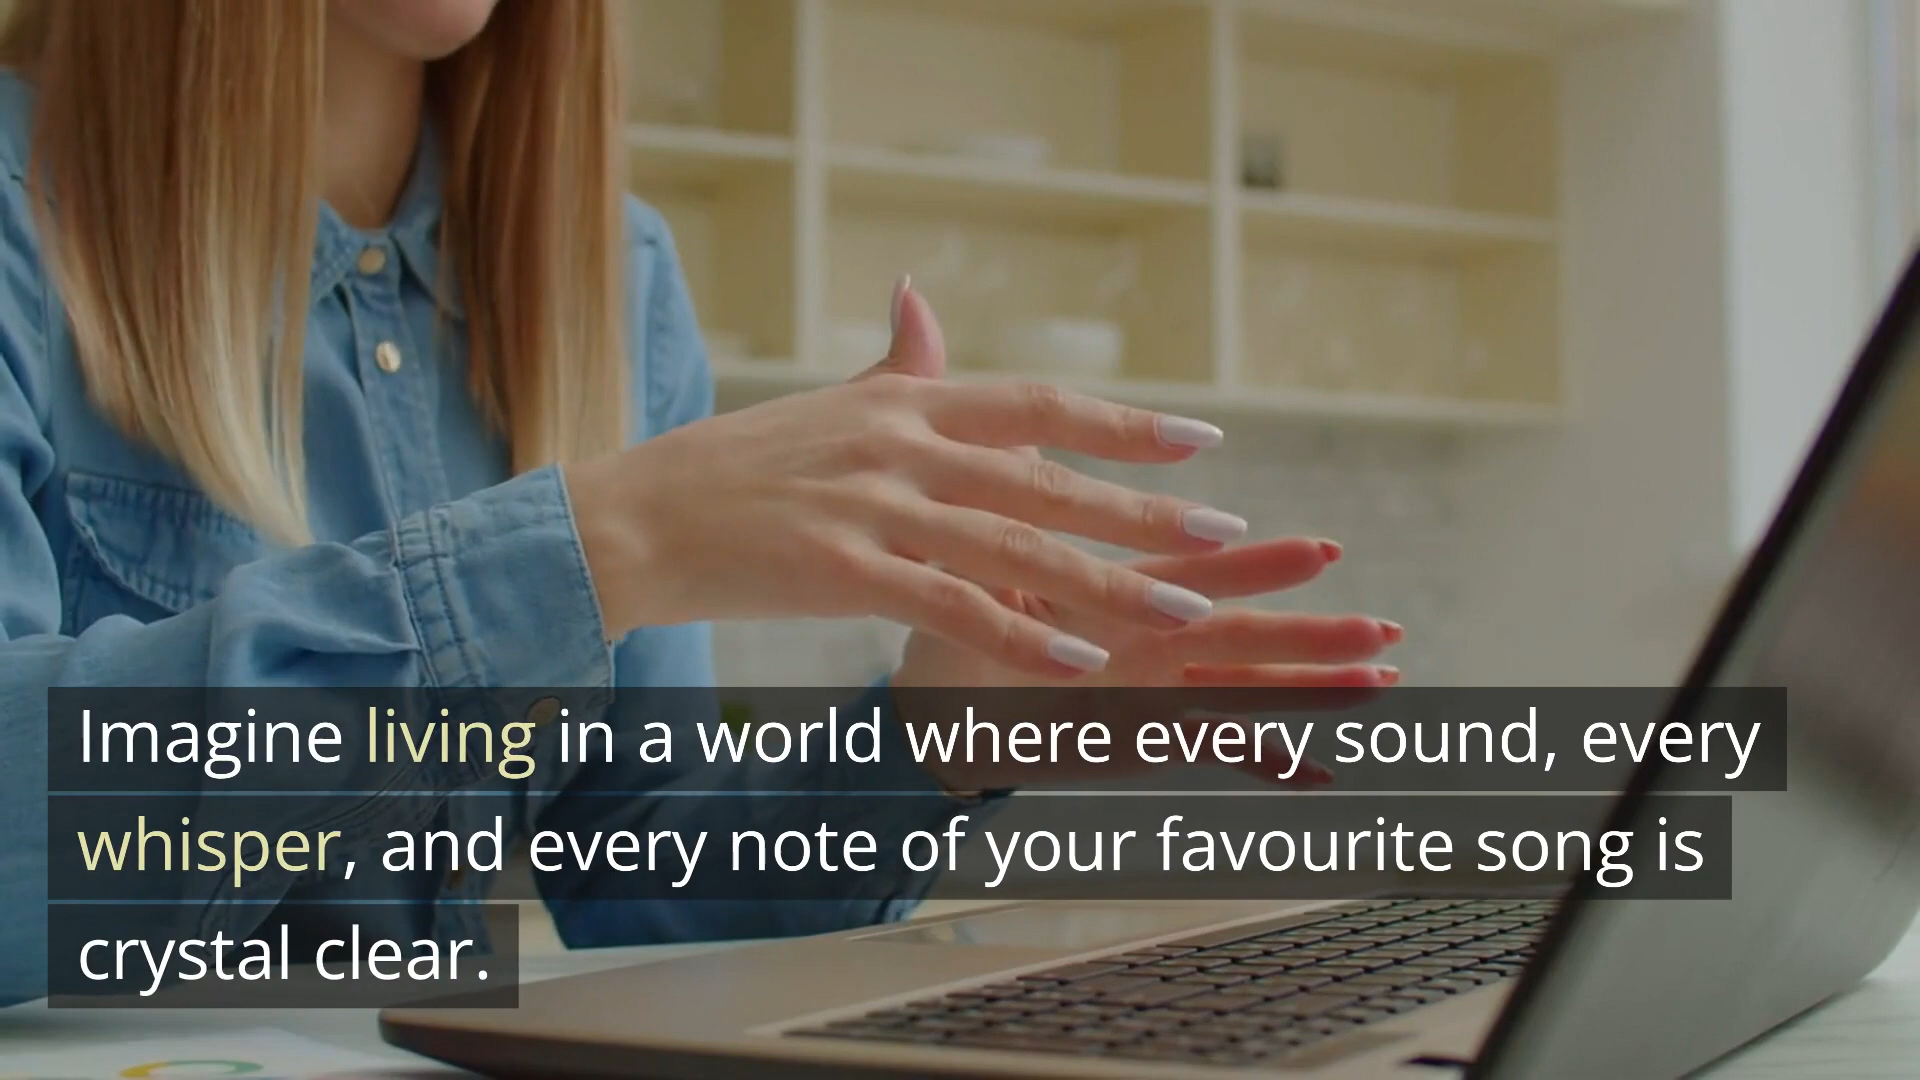 Imagine living in a world where every sound, every
whisper, and every note of your favourite song is
crystal clear.